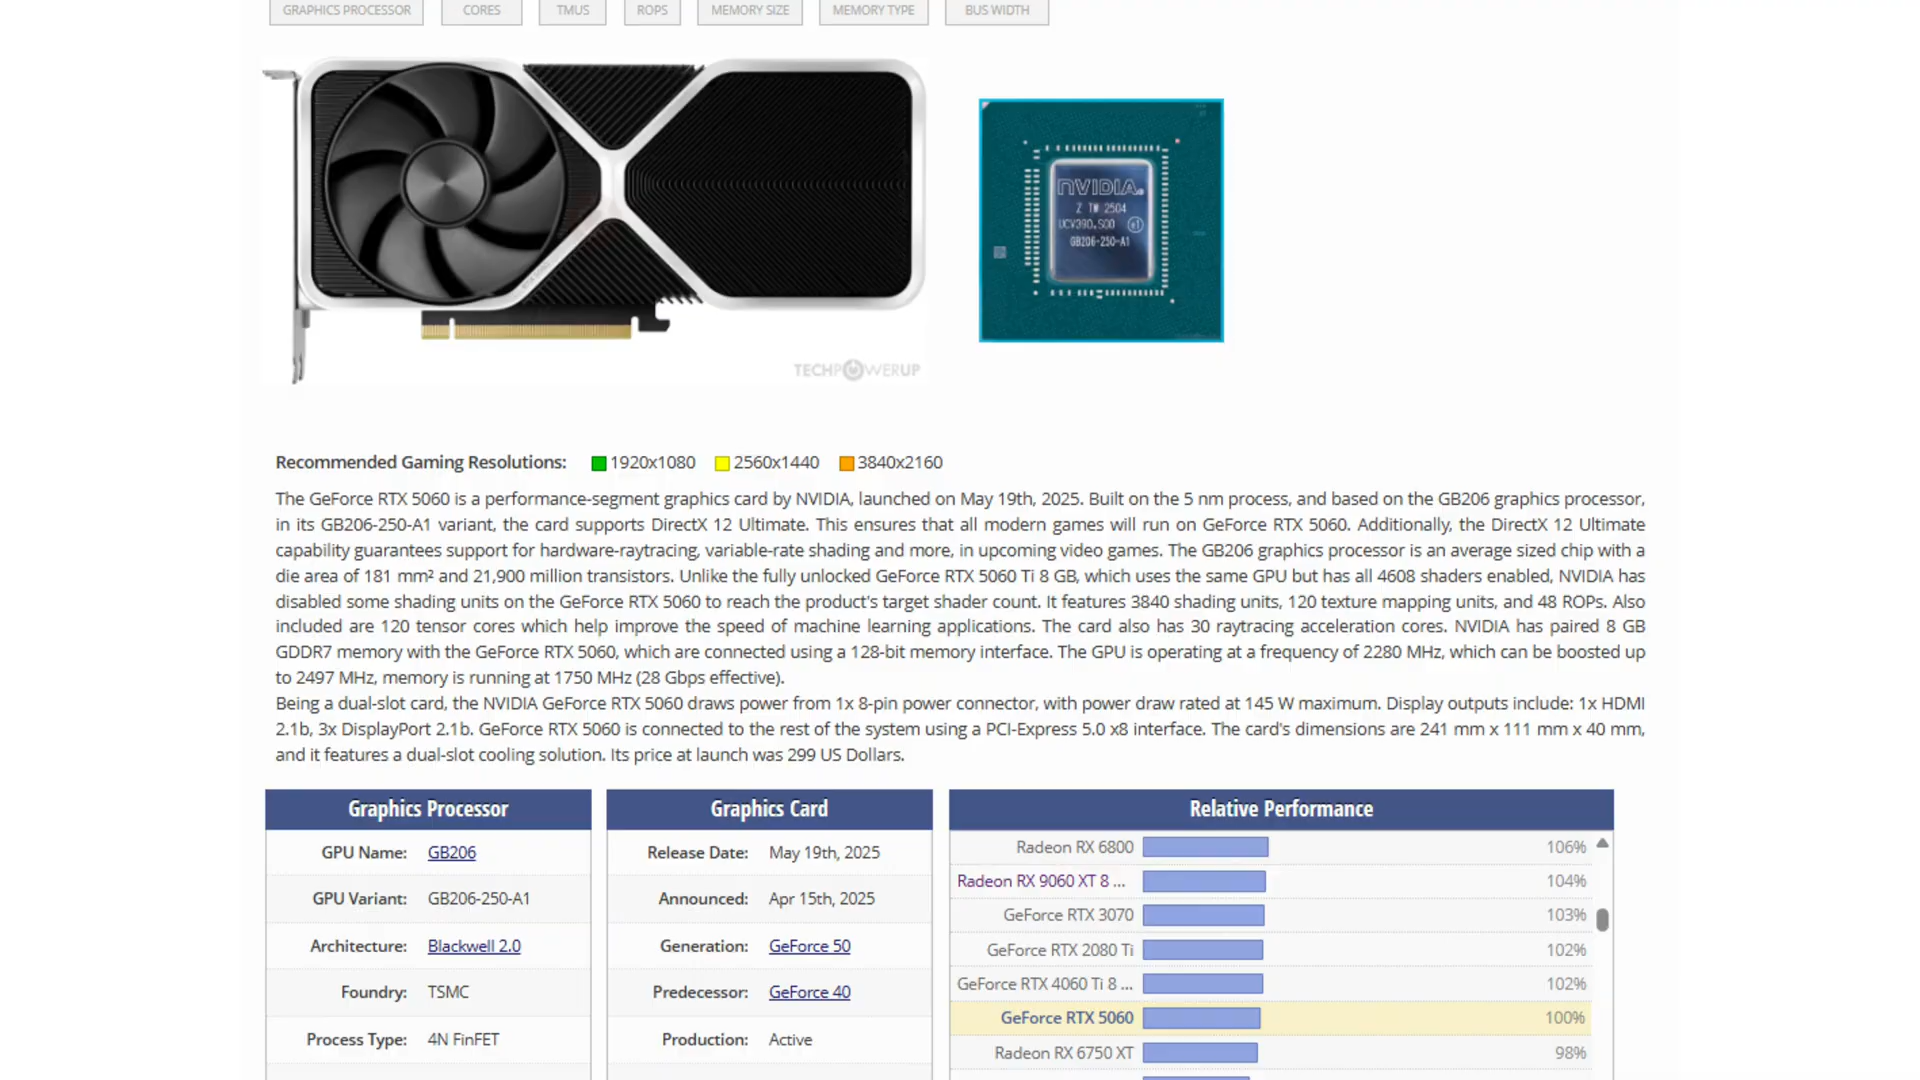 GRAPHICS PROCESSOR CORES TMUS ROPS MEMORY SIZE MEMORY TYPE BUS WIDTH
NVIDIA.
Z TW 2504
UCV390.S00 e1
GB206-250-A1
TECHPOWERUP
Recommended Gaming Resolutions: 1920x1080 2560x1440 3840x2160
The GeForce RTX 5060 is a performance-segment graphics card by NVIDIA, launched on May 19th, 2025. Built on the 5 nm process, and based on the GB206 graphics processor,
in its GB206-250-A1 variant, the card supports DirectX 12 Ultimate. This ensures that all modern games will run on GeForce RTX 5060. Additionally, the DirectX 12 Ultimate
capability guarantees support for hardware-raytracing, variable-rate shading and more, in upcoming video games. The GB206 graphics processor is an average sized chip with a
die area of 181 mm² and 21,900 million transistors. Unlike the fully unlocked GeForce RTX 5060 Ti 8 GB, which uses the same GPU but has all 4608 shaders enabled, NVIDIA has
disabled some shading units on the GeForce RTX 5060 to reach the product's target shader count. It features 3840 shading units, 120 texture mapping units, and 48 ROPs. Also
included are 120 tensor cores which help improve the speed of machine learning applications. The card also has 30 raytracing acceleration cores. NVIDIA has paired 8 GB
GDDR7 memory with the GeForce RTX 5060, which are connected using a 128-bit memory interface. The GPU is operating at a frequency of 2280 MHz, which can be boosted up
to 2497 MHz, memory is running at 1750 MHz (28 Gbps effective).
Being a dual-slot card, the NVIDIA GeForce RTX 5060 draws power from 1x 8-pin power connector, with power draw rated at 145 W maximum. Display outputs include: 1x HDMI
2.1b, 3x DisplayPort 2.1b. GeForce RTX 5060 is connected to the rest of the system using a PCI-Express 5.0 x8 interface. The card's dimensions are 241 mm x 111 mm x 40 mm,
and it features a dual-slot cooling solution. Its price at launch was 299 US Dollars.
Graphics Processor
GPU Name: GB206
GPU Variant: GB206-250-A1
Architecture: Blackwell 2.0
Foundry: TSMC
Process Type: 4N FinFET
Graphics Card
Release Date: May 19th, 2025
Announced: Apr 15th, 2025
Generation: GeForce 50
Predecessor: GeForce 40
Production: Active
Relative Performance
Radeon RX 6800 106%
Radeon RX 9060 XT 8 ... 104%
GeForce RTX 3070 103%
GeForce RTX 2080 Ti 102%
GeForce RTX 4060 Ti 8 ... 102%
GeForce RTX 5060 100%
Radeon RX 6750 XT 98%